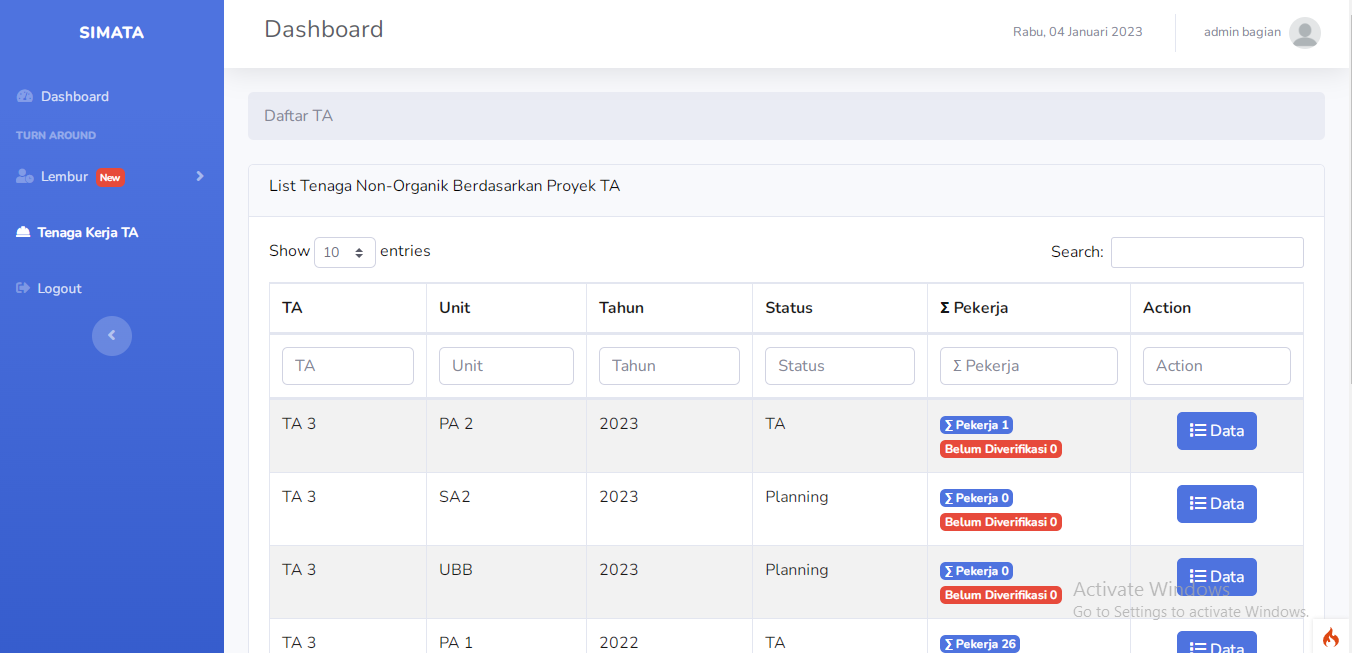 SIMATA
Dashboard
TURN AROUND
Lembur New
Tenaga Kerja TA
Logout
Dashboard
Rabu, 04 Januari 2023
admin bagian
Daftar TA
List Tenaga Non-Organik Berdasarkan Proyek TA
Show 10 entries
Search:
TA Unit Tahun Status Σ Pekerja Action
TA Unit Tahun Status Σ Pekerja Action
TA 3 PA 2 2023 TA ∑ Pekerja 1 Data
Belum Diverifikasi 0
TA 3 SA2 2023 Planning ∑ Pekerja 0 Data
Belum Diverifikasi 0
TA 3 UBB 2023 Planning ∑ Pekerja 0 Data
Belum Diverifikasi 0
Activate Windows
Go to Settings to activate Windows.
TA 3 PA 1 2022 TA ∑ Pekerja 26 Data